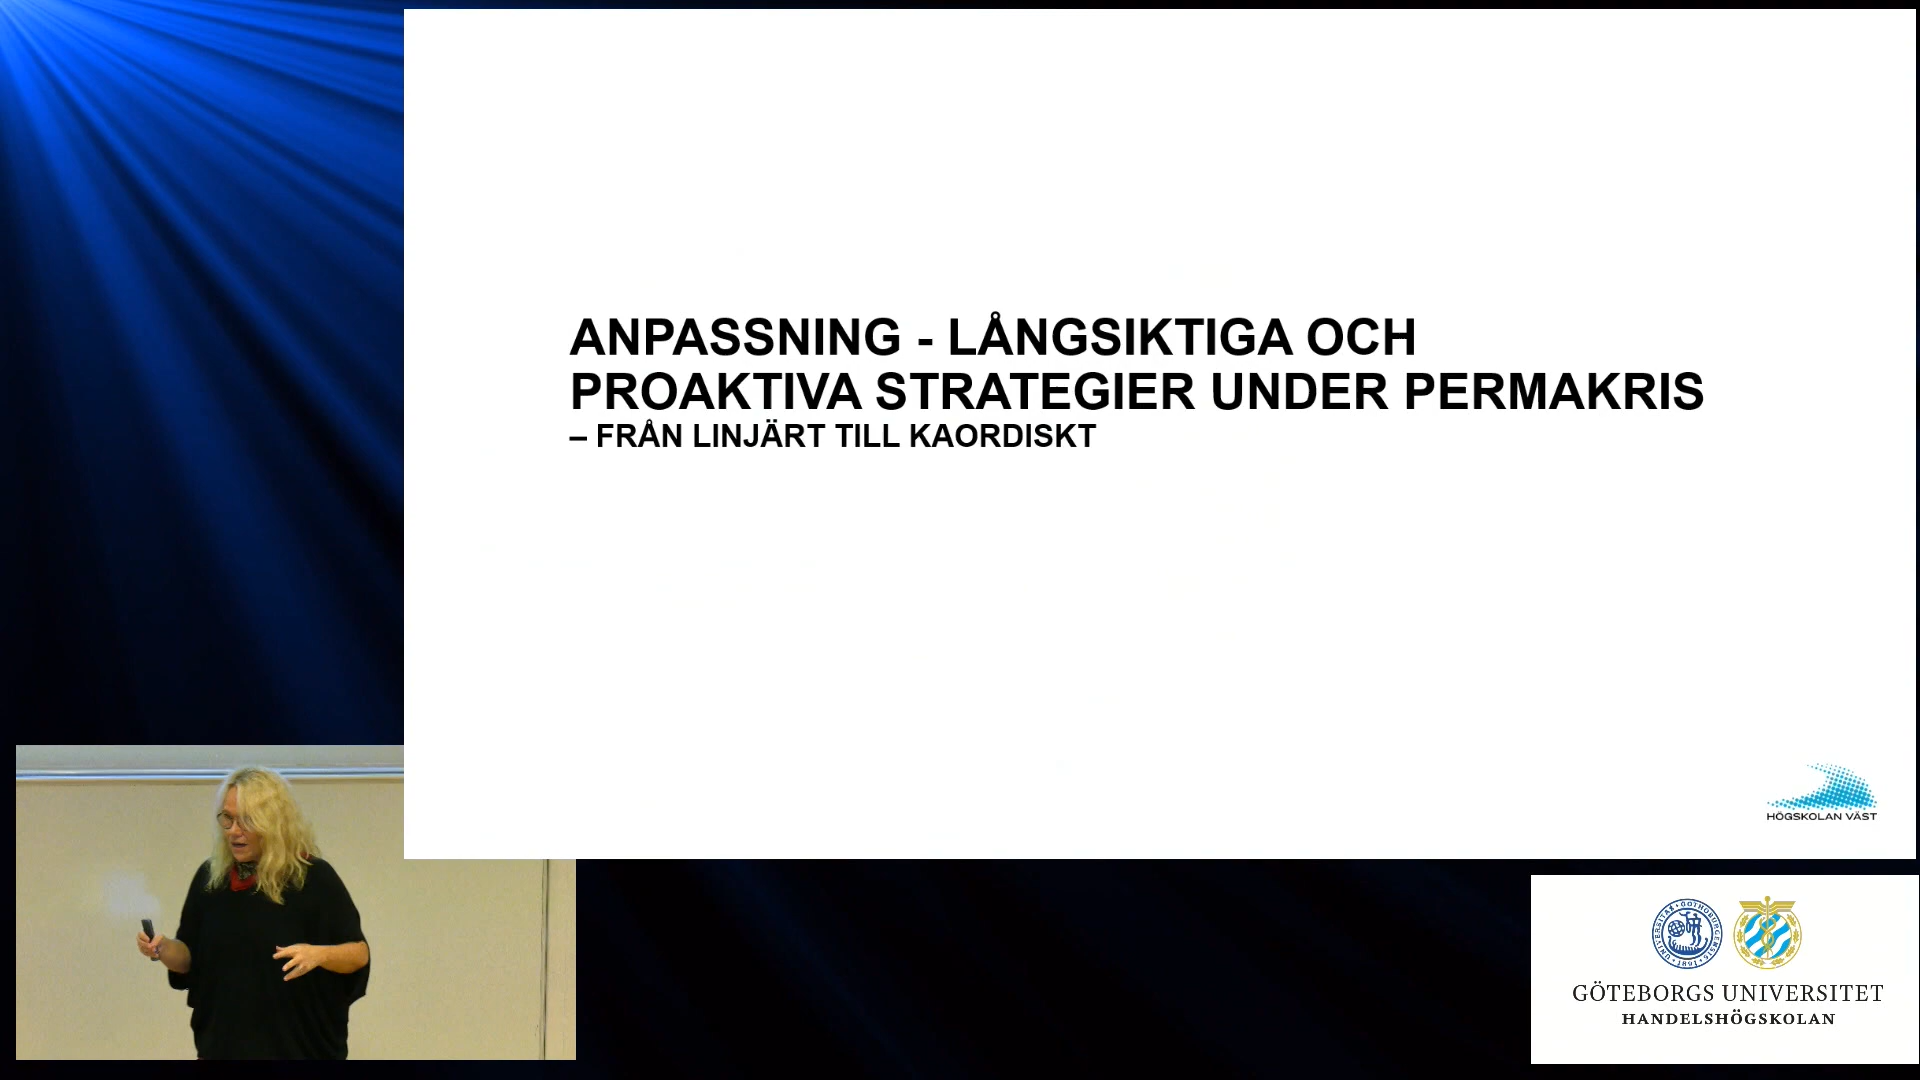 ANPASSNING - LÅNGSIKTIGA OCH
PROAKTIVA STRATEGIER UNDER PERMAKRIS
– FRÅN LINJÄRT TILL KAORDISKT
HÖGSKOLAN VÄST
GÖTEBORGS UNIVERSITET
HANDELSHÖGSKOLAN